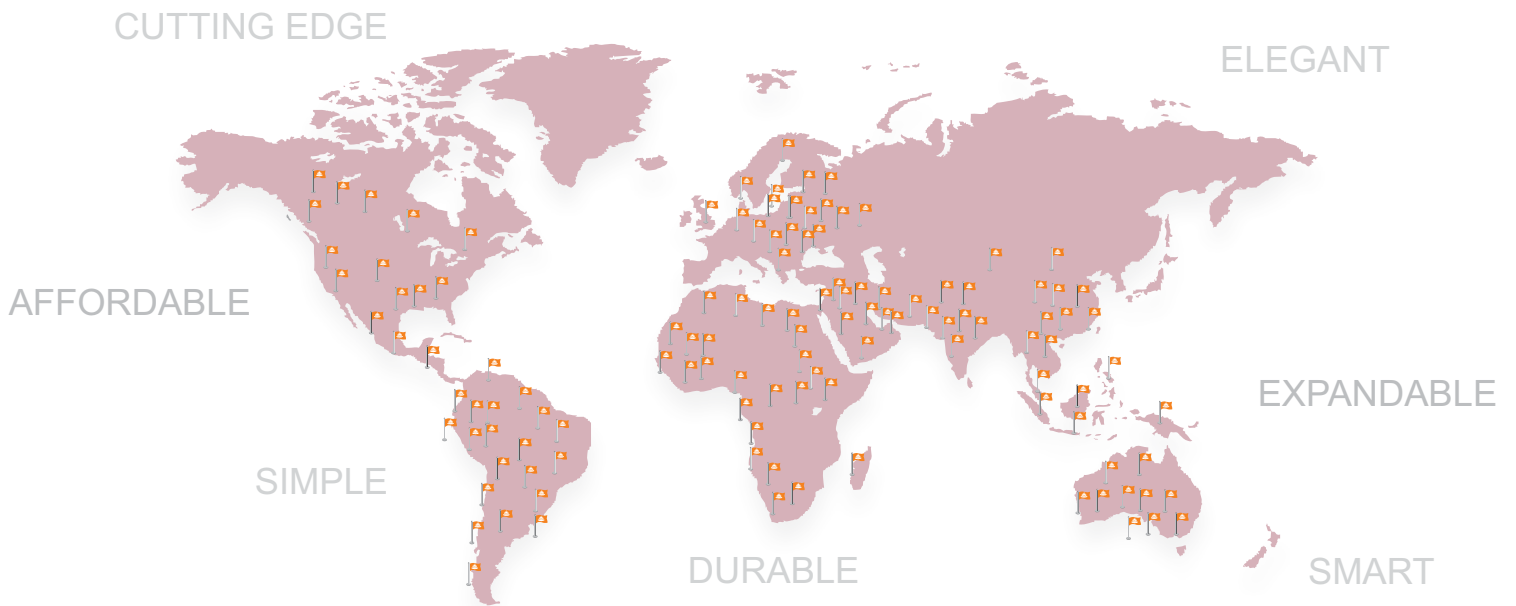 CUTTING EDGE
ELEGANT
AFFORDABLE
EXPANDABLE
SIMPLE
DURABLE
SMART